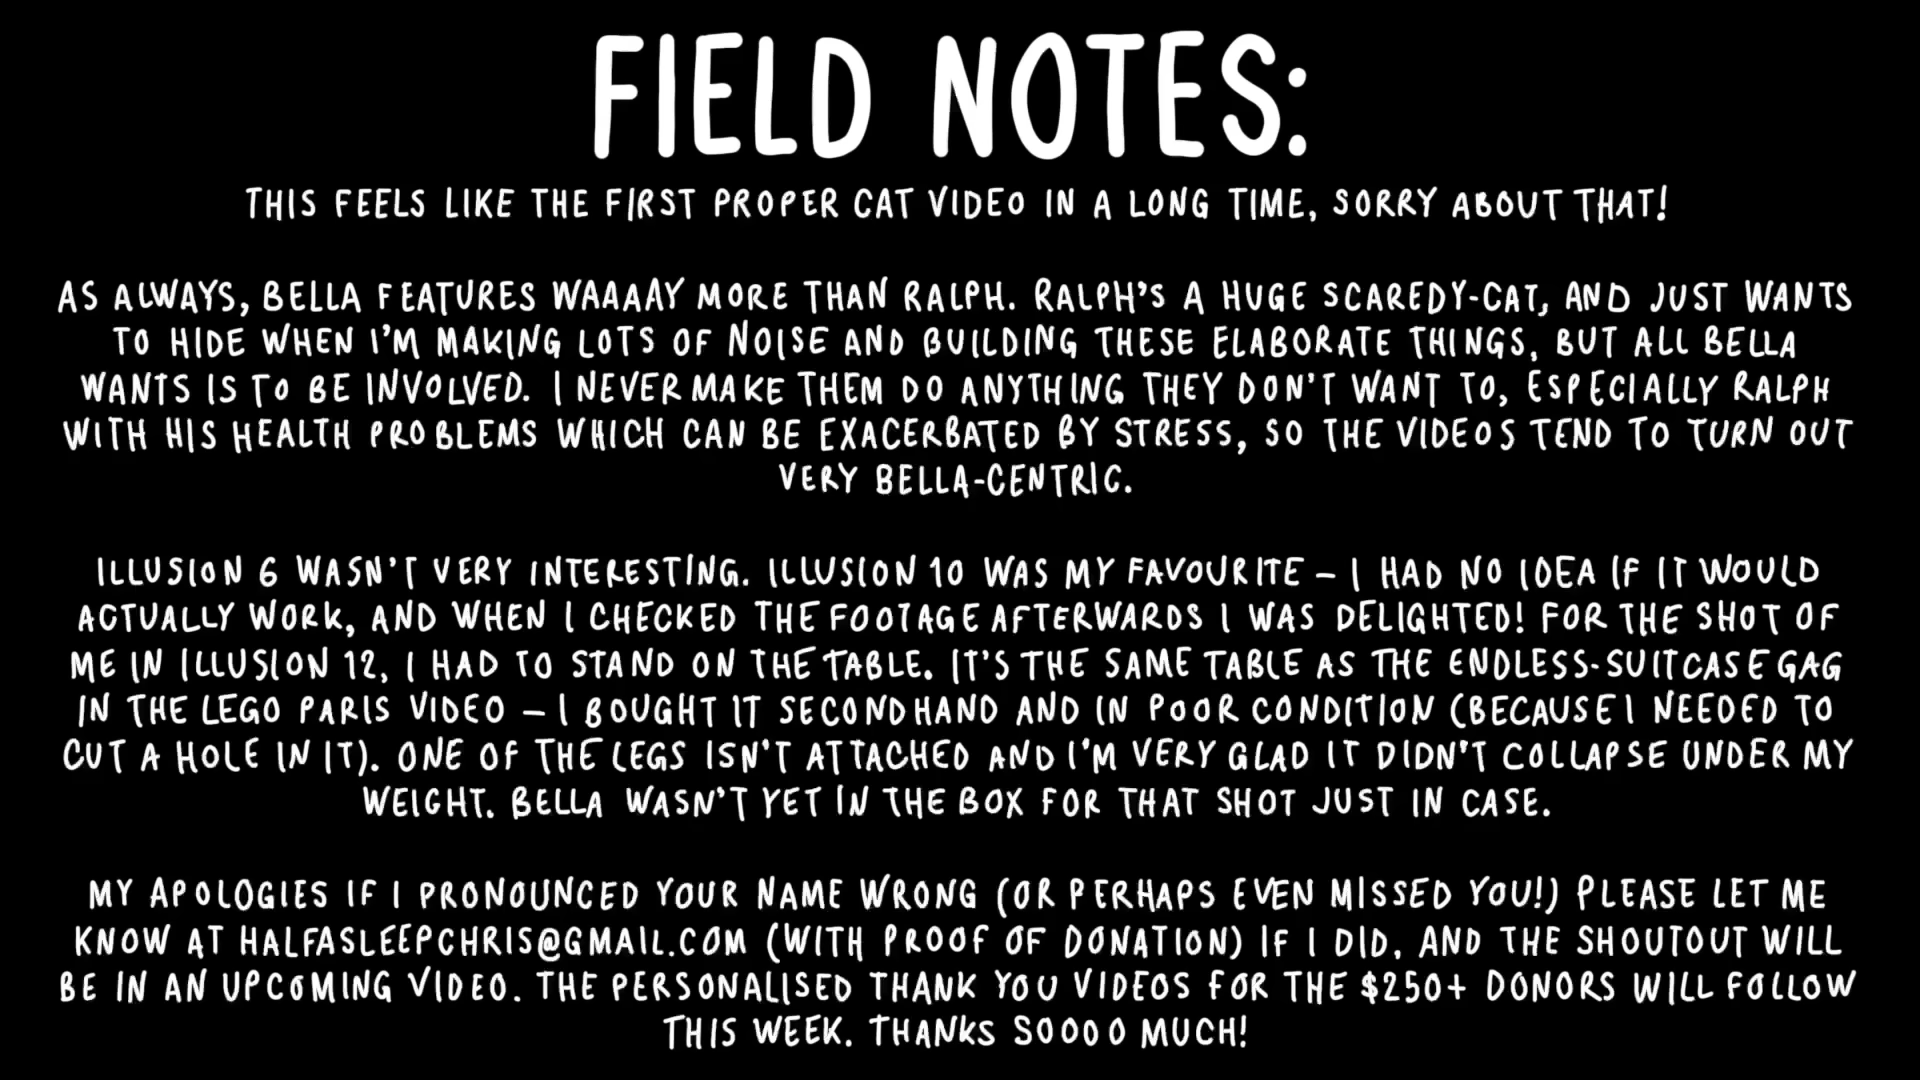 FIELD NOTES:
THIS FEELS LIKE THE FIRST PROPER CAT VIDEO IN A LONG TIME, SORRY ABOUT THAT!
AS ALWAYS, BELLA FEATURES WAAAAY MORE THAN RALPH. RALPH'S A HUGE SCAREDY-CAT, AND JUST WANTS
TO HIDE WHEN I'M MAKING LOTS OF NOISE AND BUILDING THESE ELABORATE THINGS, BUT ALL BELLA
WANTS IS TO BE INVOLVED. I NEVER MAKE THEM DO ANYTHING THEY DON'T WANT TO, ESPECIALLY RALPH
WITH HIS HEALTH PROBLEMS WHICH CAN BE EXACERBATED BY STRESS, SO THE VIDEOS TEND TO TURN OUT
VERY BELLA-CENTRIC.
ILLUSION 6 WASN'T VERY INTERESTING. ILLUSION 10 WAS MY FAVOURITE – I HAD NO IDEA IF IT WOULD
ACTUALLY WORK, AND WHEN I CHECKED THE FOOTAGE AFTERWARDS I WAS DELIGHTED! FOR THE SHOT OF
ME IN ILLUSION 12, I HAD TO STAND ON THE TABLE. IT'S THE SAME TABLE AS THE ENDLESS-SUITCASE GAG
IN THE LEGO PARIS VIDEO – I BOUGHT IT SECONDHAND AND IN POOR CONDITION (BECAUSE I NEEDED TO
CUT A HOLE IN IT). ONE OF THE LEGS ISN'T ATTACHED AND I'M VERY GLAD IT DIDN'T COLLAPSE UNDER MY
WEIGHT. BELLA WASN'T YET IN THE BOX FOR THAT SHOT JUST IN CASE.
MY APOLOGIES IF I PRONOUNCED YOUR NAME WRONG (OR PERHAPS EVEN MISSED YOU!) PLEASE LET ME
KNOW AT HALFASLEEPCHRIS@GMAIL.COM (WITH PROOF OF DONATION) IF I DID, AND THE SHOUTOUT WILL
BE IN AN UPCOMING VIDEO. THE PERSONALISED THANK YOU VIDEOS FOR THE $250+ DONORS WILL FOLLOW
THIS WEEK. THANKS SOOOO MUCH!